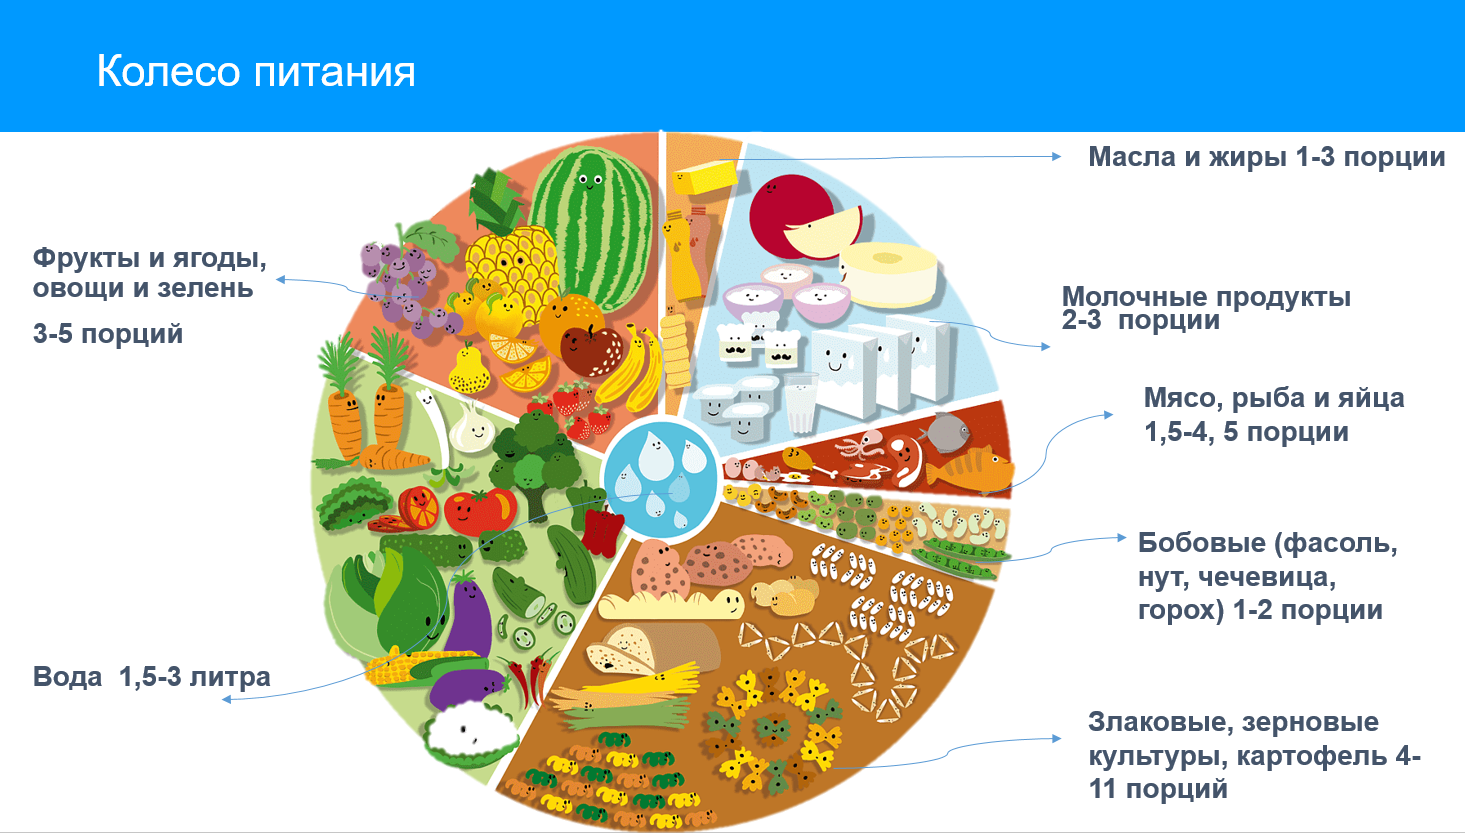 Колесо питания
Масла и жиры 1-3 порции
Фрукты и ягоды,
овощи и зелень
3-5 порций
Молочные продукты
2-3  порции
Мясо, рыба и яйца
1,5-4, 5 порции
Бобовые (фасоль,
нут, чечевица,
горох) 1-2 порции
Вода  1,5-3 литра
Злаковые, зерновые
культуры, картофель 4-
11 порций